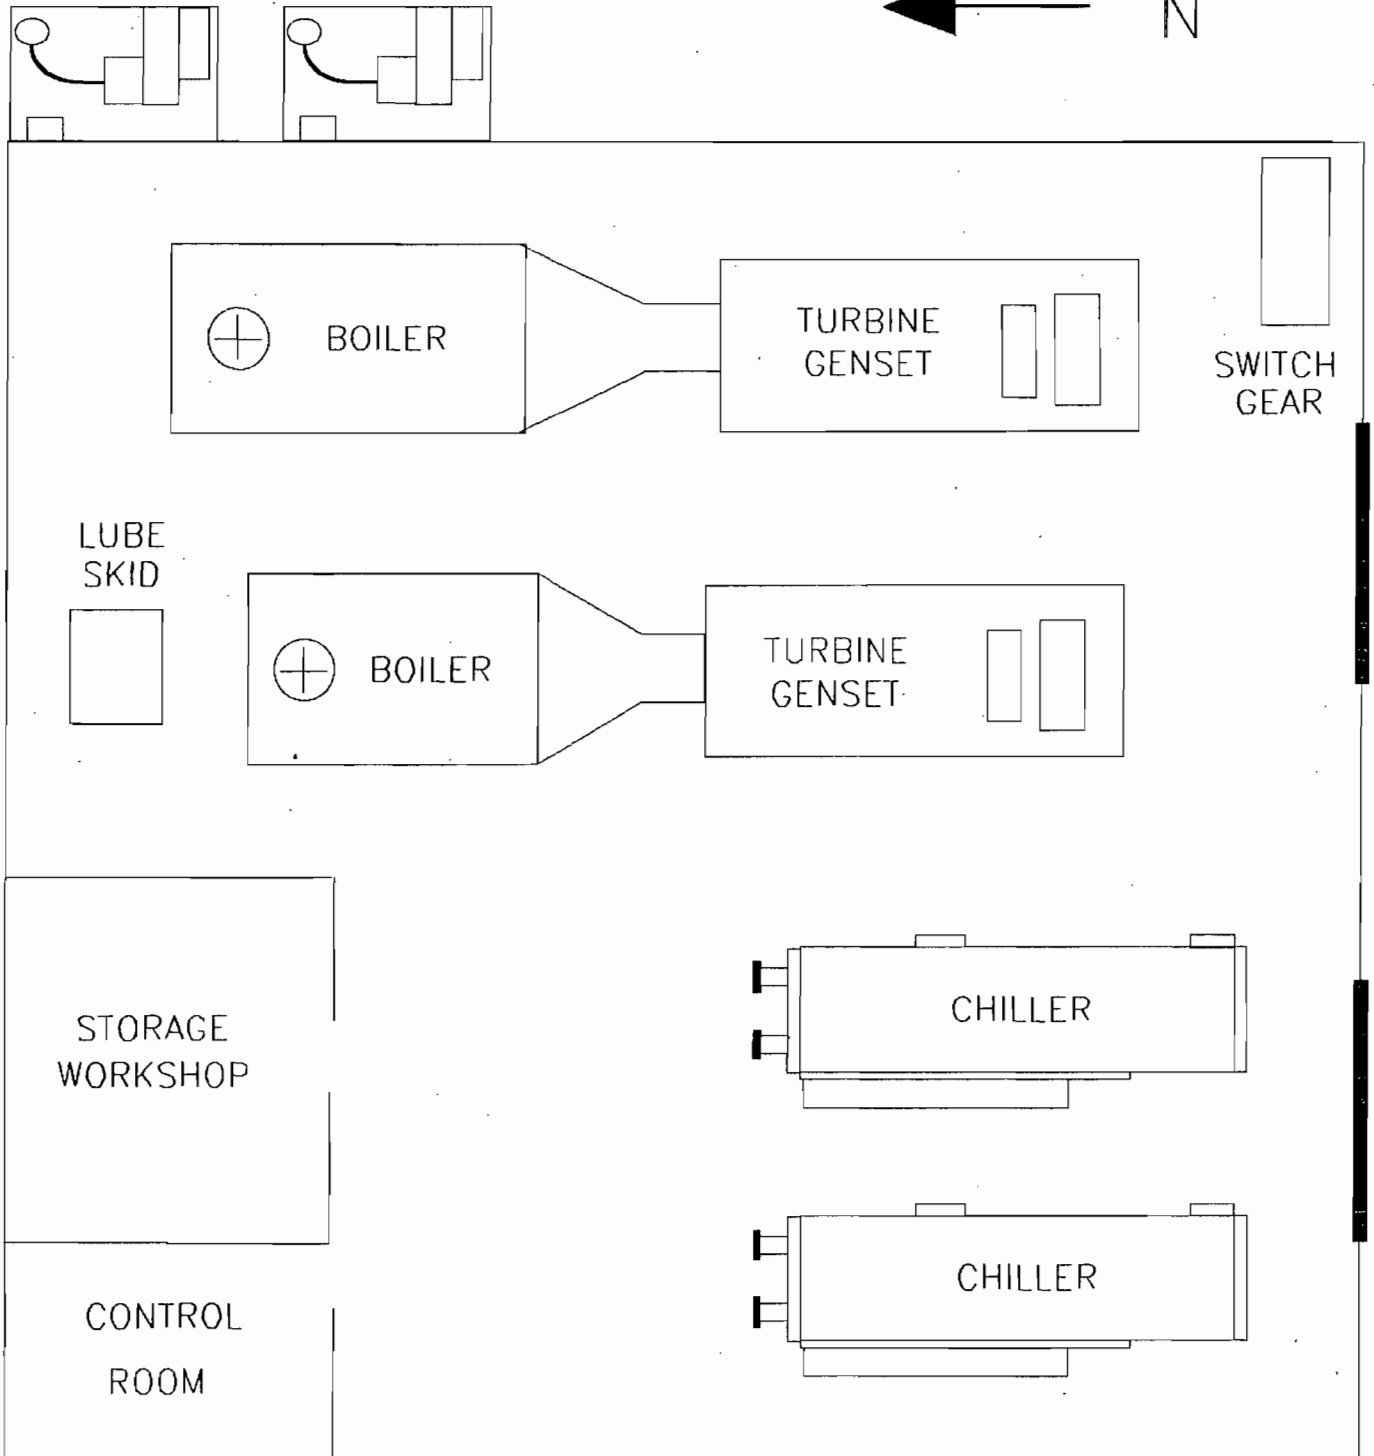 N
BOILER
TURBINE
GENSET
SWITCH
GEAR
LUBE
SKID
BOILER
TURBINE
GENSET
STORAGE
WORKSHOP
CHILLER
CHILLER
CONTROL
ROOM